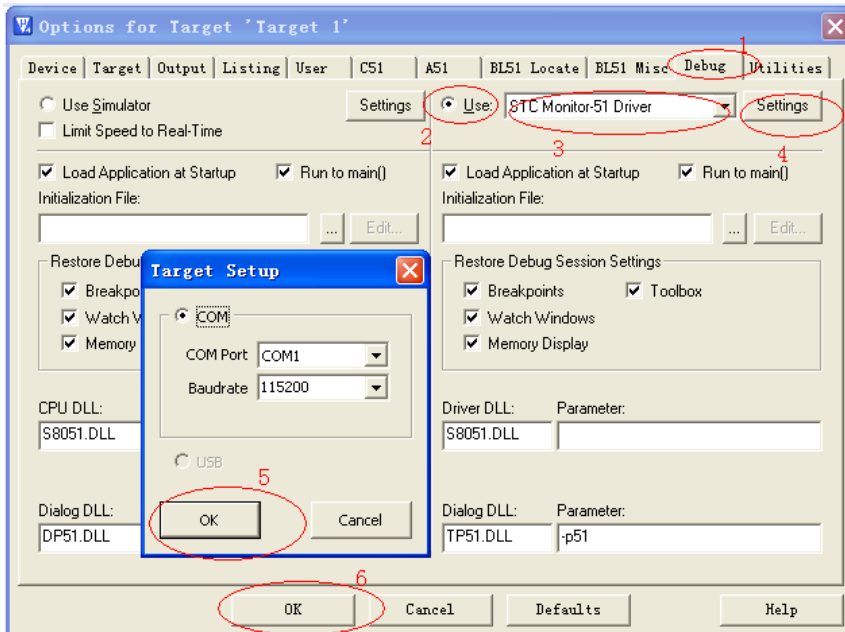 Options for Target 'Target 1'
1
Device Target Output Listing User C51 A51 BL51 Locate BL51 Misc Debug Utilities
Use Simulator Settings Use: STC Monitor-51 Driver Settings
Limit Speed to Real-Time 2 3 4
Load Application at Startup Run to main() Load Application at Startup Run to main()
Initialization File: Initialization File:
... Edit... ... Edit...
Restore Debu Restore Debug Session Settings
Target Setup
Breakpo Breakpoints Toolbox
Watch W Watch Windows
Memory Memory Display
COM
COM Port COM1
Baudrate 115200
CPU DLL: Driver DLL: Parameter:
S8051.DLL S8051.DLL
USB
5
Dialog DLL: OK Cancel Dialog DLL: Parameter:
DP51.DLL TP51.DLL -p51
6
OK Cancel Defaults Help